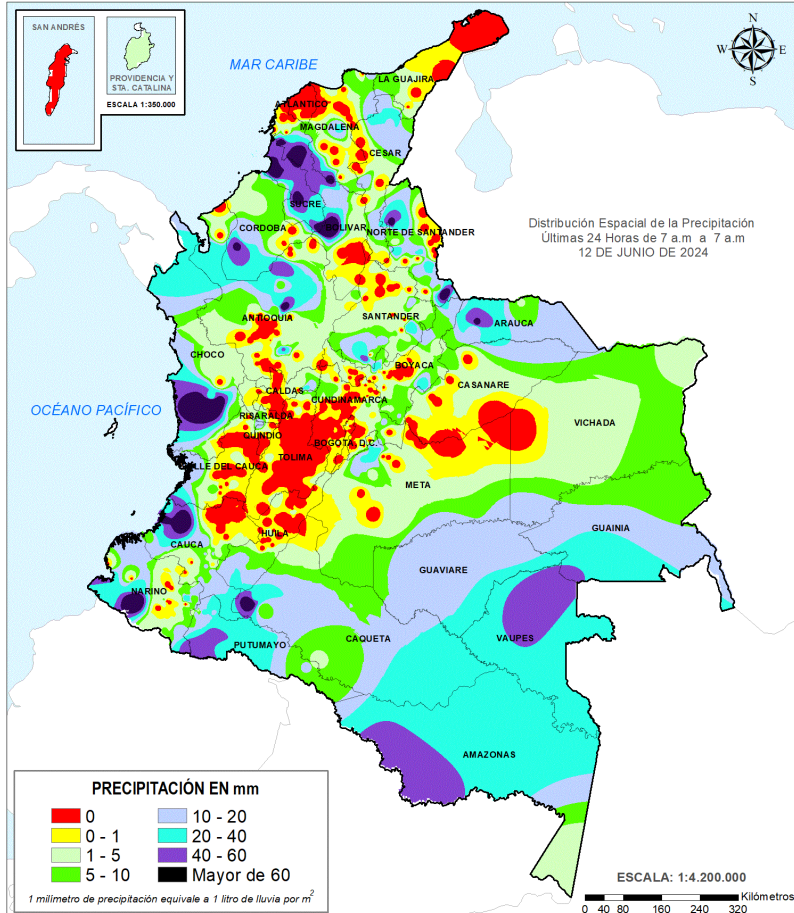 SAN ANDRÉS
PROVIDENCIA Y
STA. CATALINA
ESCALA 1:350.000
MAR CARIBE
N
W
E
S
LA GUAJIRA
ATLANTICO
MAGDALENA
CESAR
SUCRE
CORDOBA
BOLIVAR
NORTE DE SANTANDER
Distribución Espacial de la Precipitación
Últimas 24 Horas de 7 a.m a 7 a.m
12 DE JUNIO DE 2024
ANTIOQUIA
SANTANDER
ARAUCA
CHOCO
BOYACA
CASANARE
CALDAS
CUNDINAMARCA
OCÉANO PACÍFICO
RISARALDA
VICHADA
QUINDIO
BOGOTA, D.C.
TOLIMA
VALLE DEL CAUCA
META
HUILA
GUAINIA
CAUCA
GUAVIARE
NARIÑO
PUTUMAYO
CAQUETA
VAUPES
AMAZONAS
PRECIPITACIÓN EN mm
0
10 - 20
0 - 1
20 - 40
1 - 5
40 - 60
5 - 10
Mayor de 60
1 milímetro de precipitación equivale a 1 litro de lluvia por m²
ESCALA: 1:4.200.000
Kilómetros
0 40 80 160 240 320